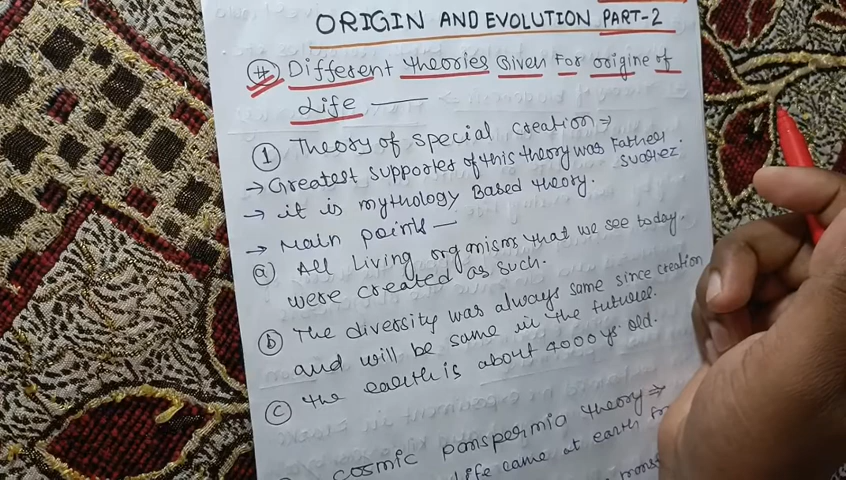 ORIGIN AND EVOLUTION PART-2
# Different theories Given For origine of
Life —
① Theory of special creation ⇒
→ Greatest supporter of this theory was Father
suarez.
→ it is mythology Based theory.
→ Main points —
ⓐ All Living organisms that we see today.
were created as such.
ⓑ The diversity was always same since creation
and will be same in the future.
ⓒ the earth is about 4000 yr. old.
cosmic panspermia theory ⇒
life came at earth